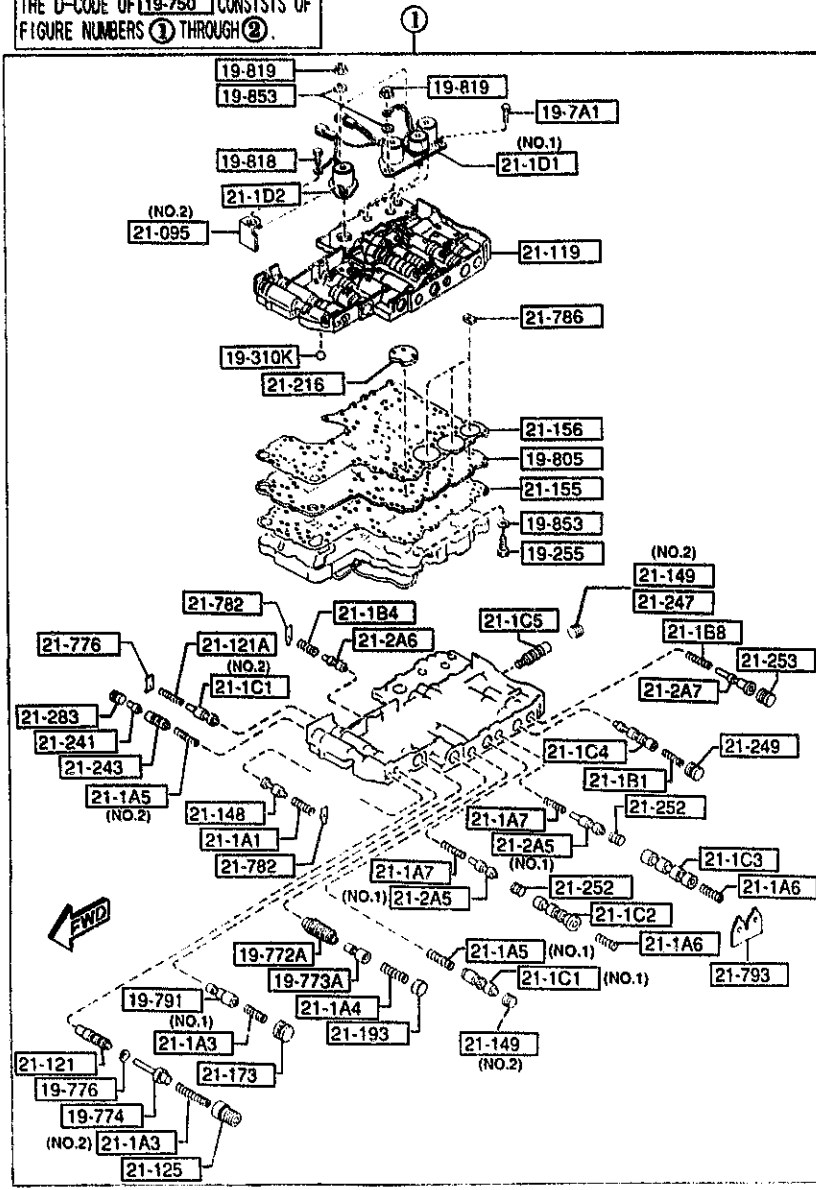 THE D-CODE OF 19-750 CONSISTS OF
FIGURE NUMBERS ① THROUGH ②.
①
19-819
19-853
19-819
19-7A1
(NO.1)
21-1D1
19-818
21-1D2
(NO.2)
21-095
21-119
21-786
19-310K
21-216
21-156
19-805
21-155
19-853
19-255
(NO.2)
21-149
21-247
21-782
21-1B4
21-2A6
21-1C5
21-1B8
21-253
21-2A7
21-776
21-121A
(NO.2)
21-1C1
21-283
21-241
21-243
21-1A5
(NO.2)
21-1C4
21-249
21-1B1
21-148
21-1A1
21-782
21-1A7
21-252
21-2A5
(NO.1)
21-1C3
21-1A6
21-1A7
(NO.1) 21-2A5
21-252
21-1C2
21-1A6
21-793
FWD
19-772A
19-773A
21-1A4
21-193
21-1A5 (NO.1)
21-1C1 (NO.1)
21-149
(NO.2)
19-791
(NO.1)
21-1A3
21-173
21-121
19-776
19-774
(NO.2) 21-1A3
21-125